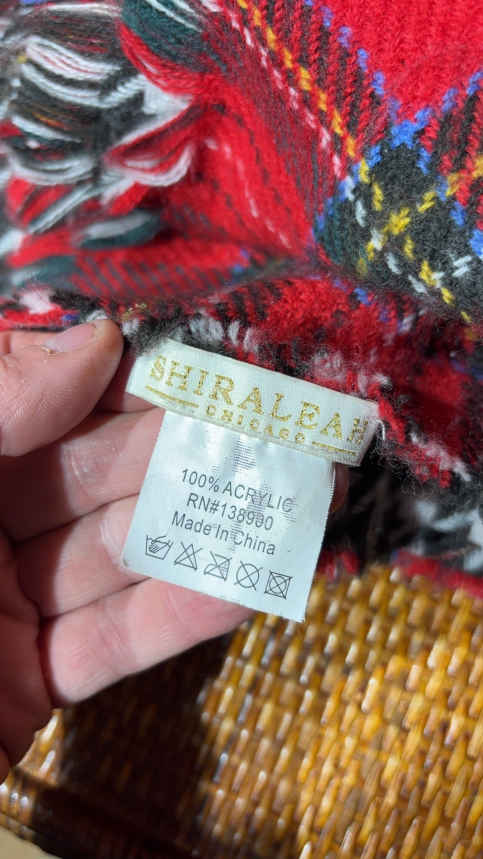 SHIRALEAH
CHICAGO
100% ACRYLIC
RN#138900
Made In China